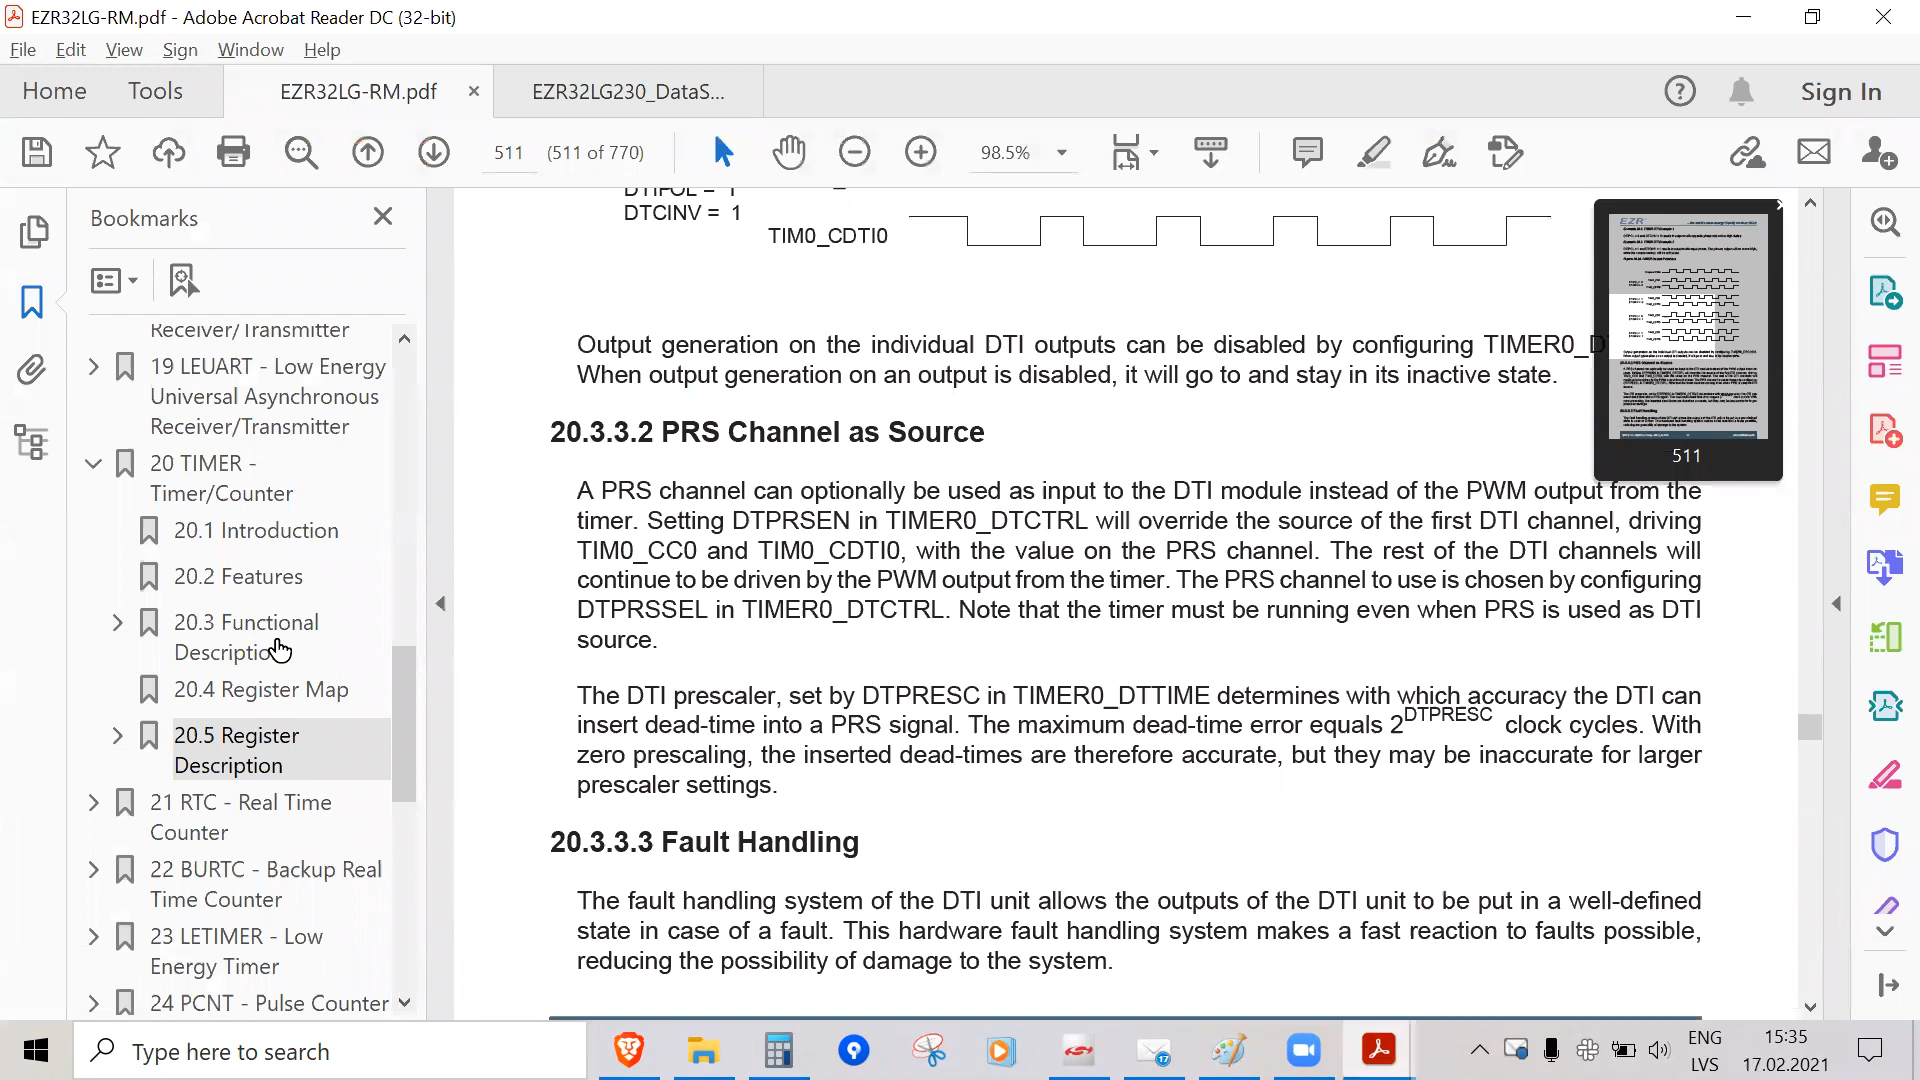 EZR32LG-RM.pdf - Adobe Acrobat Reader DC (32-bit)
File Edit View Sign Window Help
Home Tools EZR32LG-RM.pdf × EZR32LG230_DataS... Sign In
511 (511 of 770) 98.5%
Bookmarks
Receiver/Transmitter
19 LEUART - Low Energy
Universal Asynchronous
Receiver/Transmitter
20 TIMER -
Timer/Counter
20.1 Introduction
20.2 Features
20.3 Functional
Description
20.4 Register Map
20.5 Register
Description
21 RTC - Real Time
Counter
22 BURTC - Backup Real
Time Counter
23 LETIMER - Low
Energy Timer
24 PCNT - Pulse Counter
DTIPOL = 1
DTCINV = 1
TIM0_CDTI0
Output generation on the individual DTI outputs can be disabled by configuring TIMER0_D
When output generation on an output is disabled, it will go to and stay in its inactive state.
20.3.3.2 PRS Channel as Source
A PRS channel can optionally be used as input to the DTI module instead of the PWM output from the
timer. Setting DTPRSEN in TIMER0_DTCTRL will override the source of the first DTI channel, driving
TIM0_CC0 and TIM0_CDTI0, with the value on the PRS channel. The rest of the DTI channels will
continue to be driven by the PWM output from the timer. The PRS channel to use is chosen by configuring
DTPRSSEL in TIMER0_DTCTRL. Note that the timer must be running even when PRS is used as DTI
source.
The DTI prescaler, set by DTPRESC in TIMER0_DTTIME determines with which accuracy the DTI can
insert dead-time into a PRS signal. The maximum dead-time error equals 2^DTPRESC clock cycles. With
zero prescaling, the inserted dead-times are therefore accurate, but they may be inaccurate for larger
prescaler settings.
20.3.3.3 Fault Handling
The fault handling system of the DTI unit allows the outputs of the DTI unit to be put in a well-defined
state in case of a fault. This hardware fault handling system makes a fast reaction to faults possible,
reducing the possibility of damage to the system.
511
Type here to search
17
ENG
LVS
15:35
17.02.2021